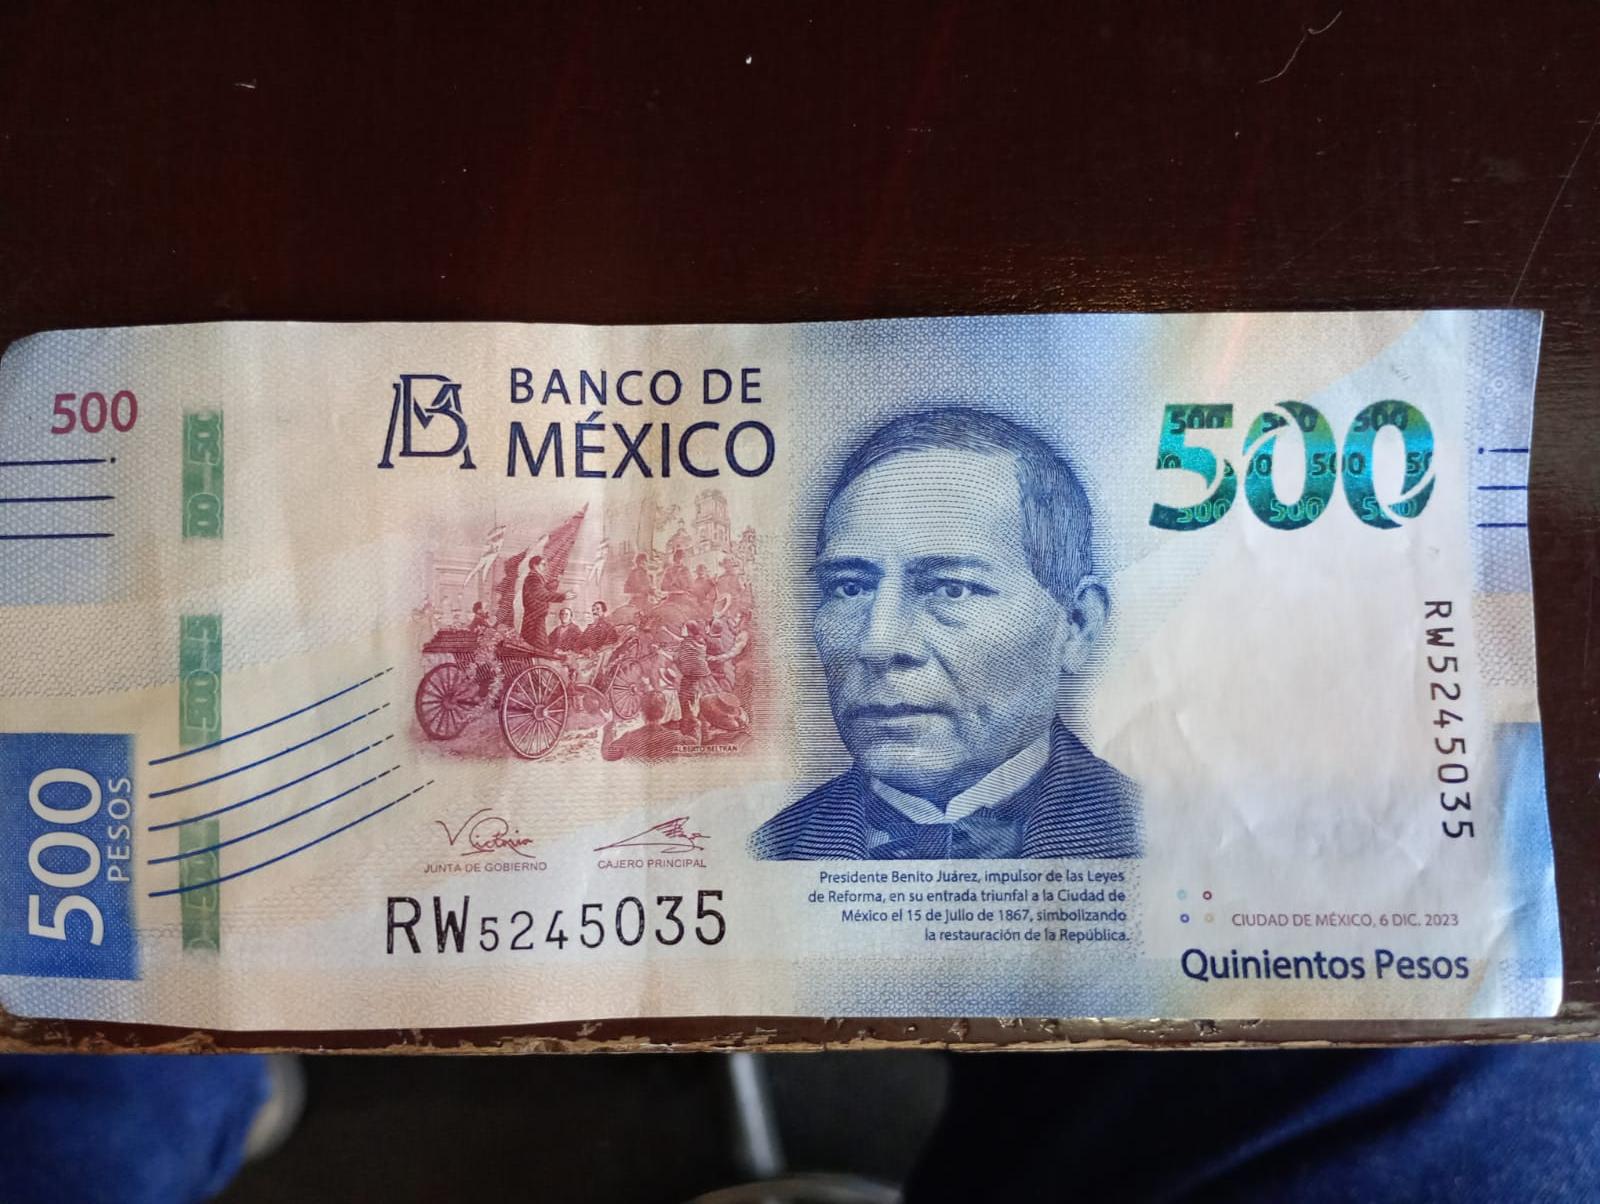 500
BANCO DE
MÉXICO
500
500 PESOS
ALBERTO BELTRÁN
JUNTA DE GOBIERNO
CAJERO PRINCIPAL
RW5245035
Presidente Benito Juárez, impulsor de las Leyes
de Reforma, en su entrada triunfal a la Ciudad de
México el 15 de julio de 1867, simbolizando
la restauración de la República.
RW5245035
CIUDAD DE MÉXICO, 6 DIC. 2023
Quinientos Pesos